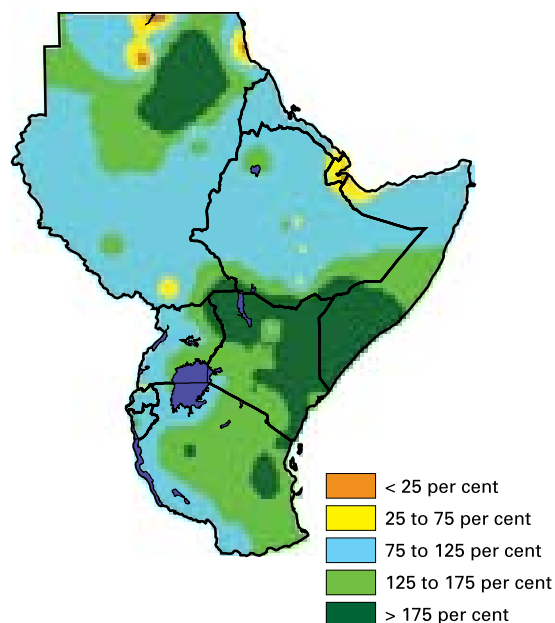 < 25 per cent
25 to 75 per cent
75 to 125 per cent
125 to 175 per cent
> 175 per cent